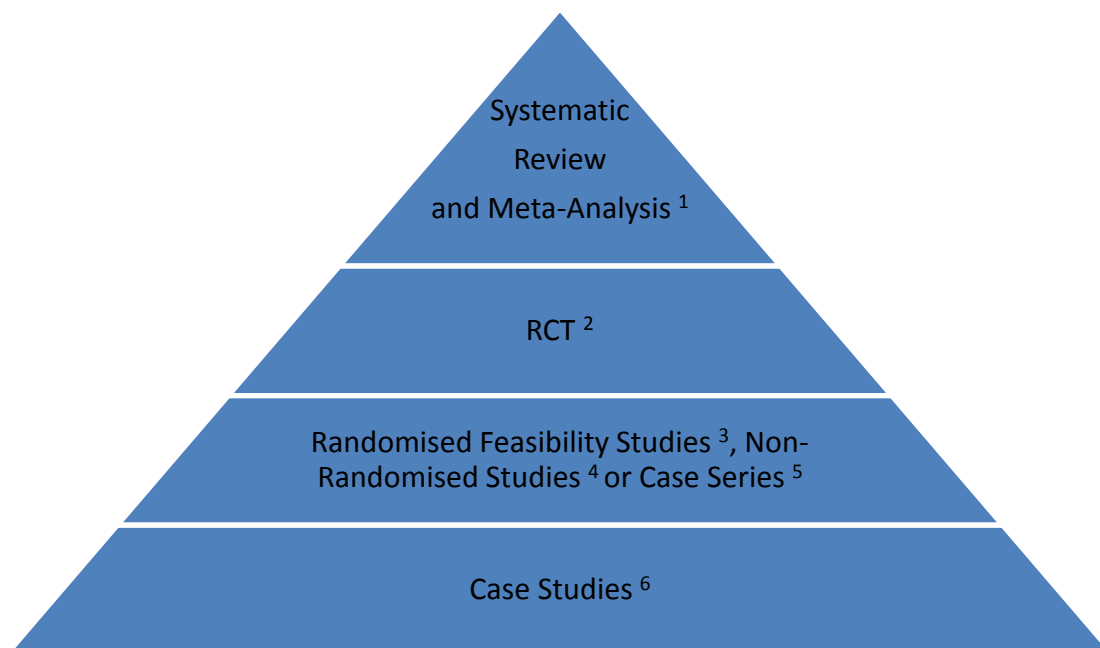 Systematic
Review
and Meta-Analysis 1
RCT 2
Randomised Feasibility Studies 3, Non-
Randomised Studies 4 or Case Series 5
Case Studies 6